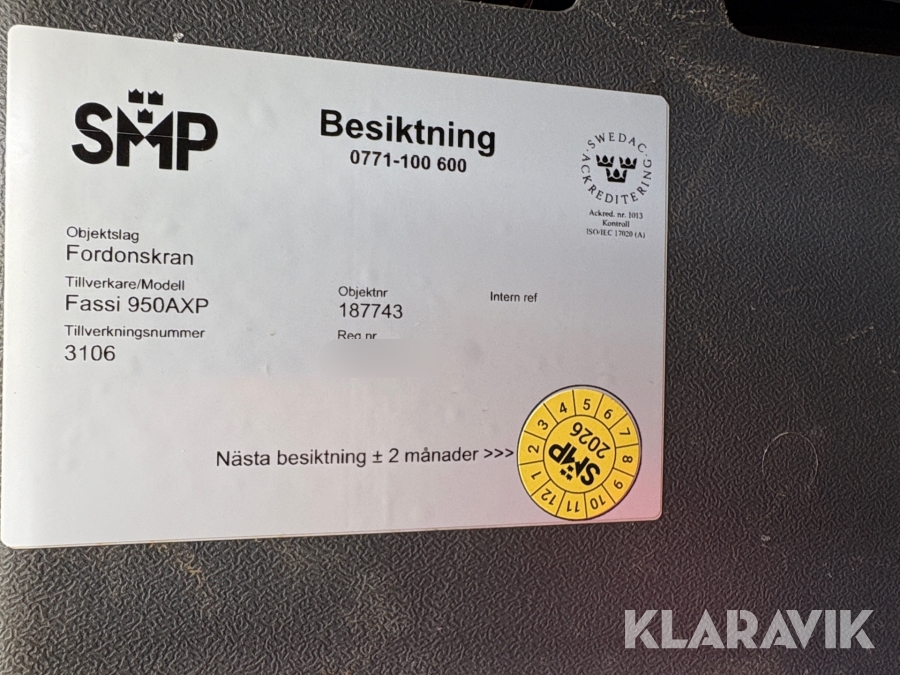 SMP
Besiktning
0771-100 600
SWEDAC
ACKREDITERING
Ackred. nr. 1013
Kontroll
ISO/IEC 17020 (A)
Objektslag
Fordonskran
Tillverkare/Modell
Fassi 950AXP
Tillverkningsnummer
3106
Objektnr
187743
Reg nr
Intern ref
Nästa besiktning ± 2 månader >>>
1 2 3 4 5 6 7 8 9 10 11 12
SMP
2026
KLARAVIK